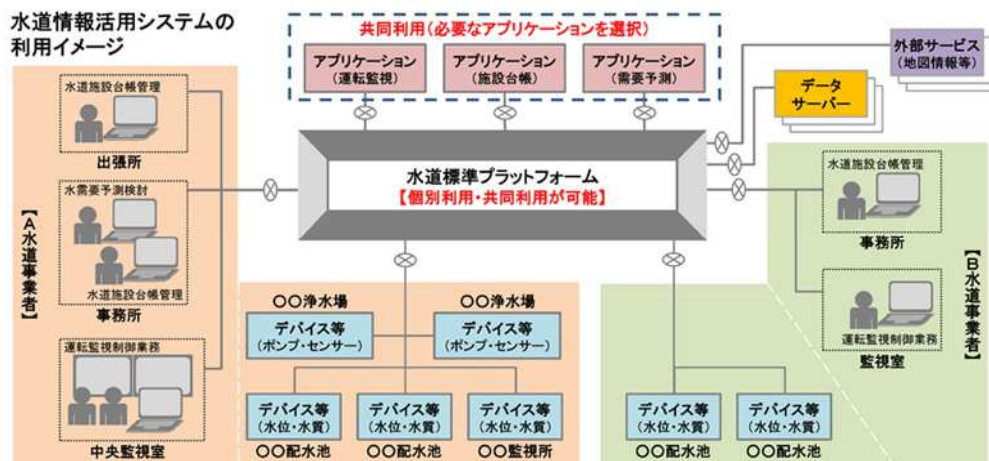 水道情報活用システムの
利用イメージ
共同利用(必要なアプリケーションを選択)
アプリケーション
(運転監視)
アプリケーション
(施設台帳)
アプリケーション
(需要予測)
外部サービス
(地図情報等)
データ
サーバー
水道標準プラットフォーム
【個別利用・共同利用が可能】
【A水道事業者】
水道施設台帳管理
出張所
水需要予測検討
水道施設台帳管理
事務所
運転監視制御業務
中央監視室
〇〇浄水場
デバイス等
(ポンプ・センサー)
〇〇浄水場
デバイス等
(ポンプ・センサー)
デバイス等
(水位・水質)
〇〇配水池
デバイス等
(水位・水質)
〇〇配水池
デバイス等
(水位・水質)
〇〇監視所
デバイス等
(水位・水質)
〇〇配水池
デバイス等
(水位・水質)
〇〇配水池
水道施設台帳管理
事務所
運転監視制御業務
監視室
【B水道事業者】